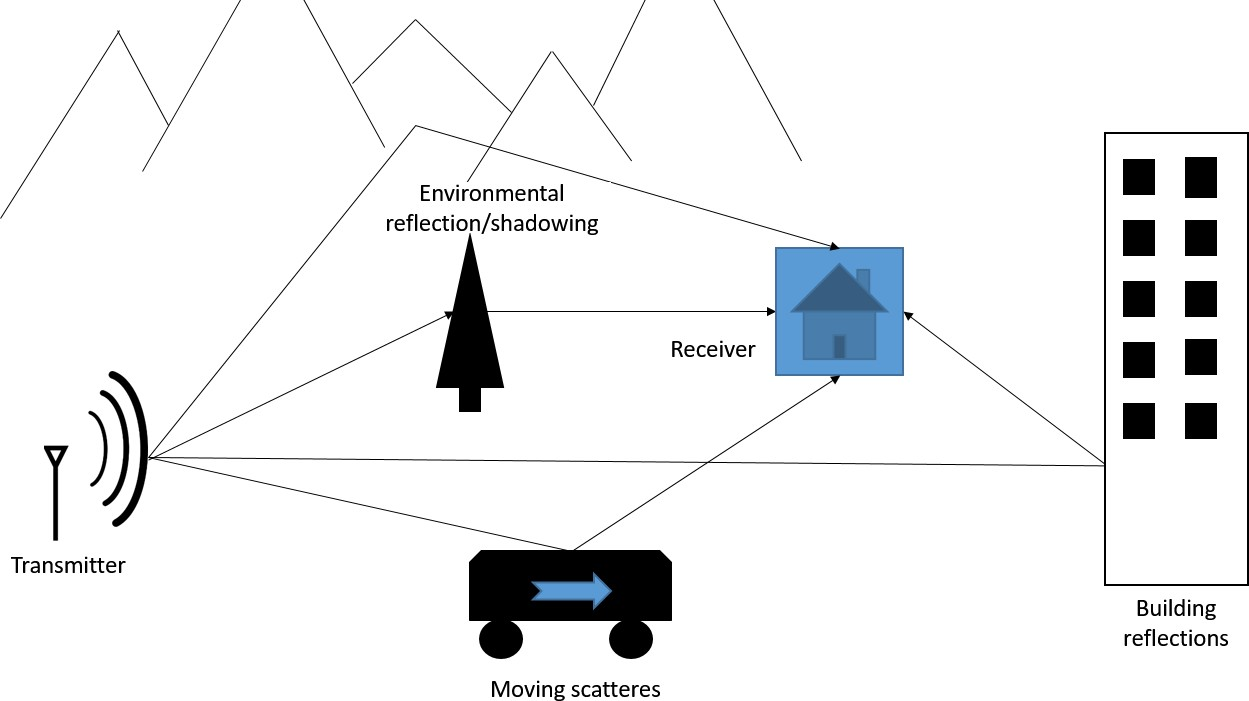 Environmental
reflection/shadowing
Receiver
Transmitter
Building
reflections
Moving scatteres